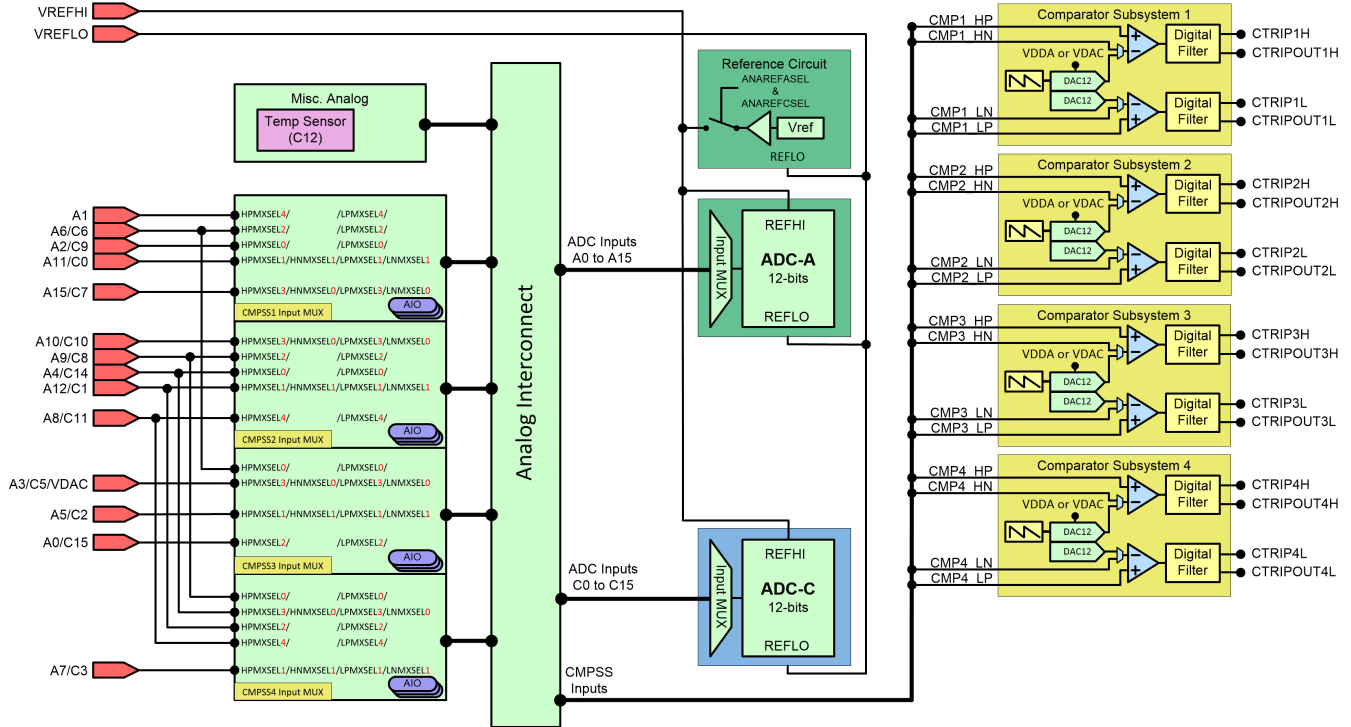 VREFHI
VREFLO
Misc. Analog
Temp Sensor
(C12)
A1
A6/C6
A2/C9
A11/C0
A15/C7
HPMXSEL4/ /LPMXSEL4/
HPMXSEL2/ /LPMXSEL2/
HPMXSEL0/ /LPMXSEL0/
HPMXSEL1/HNMXSEL1/LPMXSEL1/LNMXSEL1
HPMXSEL3/HNMXSEL0/LPMXSEL3/LNMXSEL0
CMPSS1 Input MUX
AIO
A10/C10
A9/C8
A4/C14
A12/C1
A8/C11
HPMXSEL3/HNMXSEL0/LPMXSEL3/LNMXSEL0
HPMXSEL2/ /LPMXSEL2/
HPMXSEL0/ /LPMXSEL0/
HPMXSEL1/HNMXSEL1/LPMXSEL1/LNMXSEL1
HPMXSEL4/ /LPMXSEL4/
CMPSS2 Input MUX
AIO
A3/C5/VDAC
A5/C2
A0/C15
HPMXSEL0/ /LPMXSEL0/
HPMXSEL3/HNMXSEL0/LPMXSEL3/LNMXSEL0
HPMXSEL1/HNMXSEL1/LPMXSEL1/LNMXSEL1
HPMXSEL2/ /LPMXSEL2/
CMPSS3 Input MUX
AIO
A7/C3
HPMXSEL0/ /LPMXSEL0/
HPMXSEL3/HNMXSEL0/LPMXSEL3/LNMXSEL0
HPMXSEL2/ /LPMXSEL2/
HPMXSEL4/ /LPMXSEL4/
HPMXSEL1/HNMXSEL1/LPMXSEL1/LNMXSEL1
CMPSS4 Input MUX
AIO
Analog Interconnect
ADC Inputs
A0 to A15
ADC Inputs
C0 to C15
CMPSS
Inputs
Reference Circuit
ANAREFASEL
&
ANAREFCSEL
Vref
REFLO
Input MUX
REFHI
ADC-A
12-bits
REFLO
Input MUX
REFHI
ADC-C
12-bits
REFLO
Comparator Subsystem 1
CMP1_HP
CMP1_HN
VDDA or VDAC
DAC12
DAC12
CMP1_LN
CMP1_LP
Digital
Filter
Digital
Filter
CTRIP1H
CTRIPOUT1H
CTRIP1L
CTRIPOUT1L
Comparator Subsystem 2
CMP2_HP
CMP2_HN
VDDA or VDAC
DAC12
DAC12
CMP2_LN
CMP2_LP
Digital
Filter
Digital
Filter
CTRIP2H
CTRIPOUT2H
CTRIP2L
CTRIPOUT2L
Comparator Subsystem 3
CMP3_HP
CMP3_HN
VDDA or VDAC
DAC12
DAC12
CMP3_LN
CMP3_LP
Digital
Filter
Digital
Filter
CTRIP3H
CTRIPOUT3H
CTRIP3L
CTRIPOUT3L
Comparator Subsystem 4
CMP4_HP
CMP4_HN
VDDA or VDAC
DAC12
DAC12
CMP4_LN
CMP4_LP
Digital
Filter
Digital
Filter
CTRIP4H
CTRIPOUT4H
CTRIP4L
CTRIPOUT4L